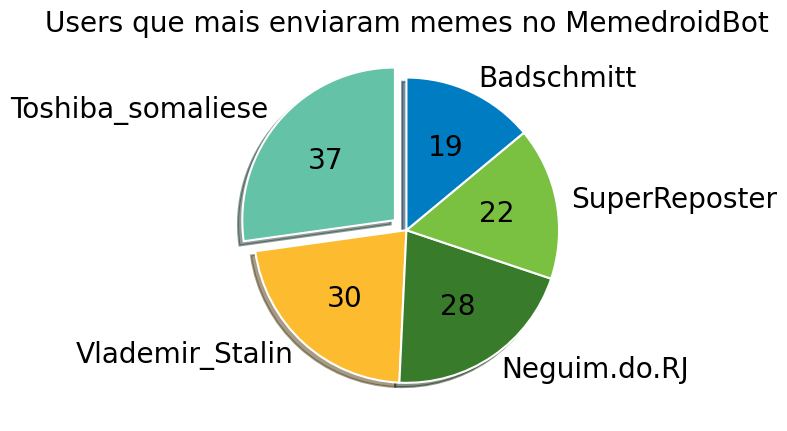 Users que mais enviaram memes no MemedroidBot
Badschmitt
Toshiba_somaliese
19
37
SuperReposter
22
30
28
Vlademir_Stalin
Neguim.do.RJ